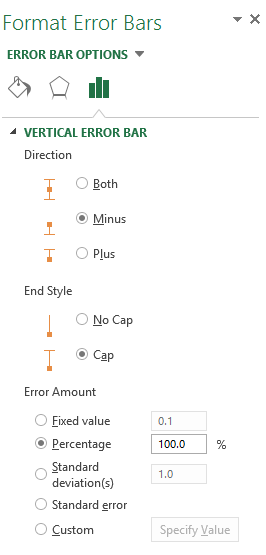 Format Error Bars
ERROR BAR OPTIONS
VERTICAL ERROR BAR
Direction
Both
Minus
Plus
End Style
No Cap
Cap
Error Amount
Fixed value 0.1
Percentage 100.0 %
Standard
deviation(s) 1.0
Standard error
Custom Specify Value